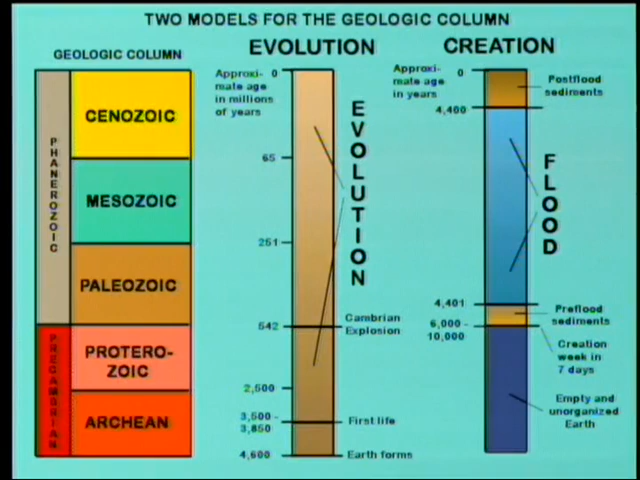 TWO MODELS FOR THE GEOLOGIC COLUMN
GEOLOGIC COLUMN
EVOLUTION
CREATION
PHANEROZOIC
PRECAMBRIAN
CENOZOIC
MESOZOIC
PALEOZOIC
PROTERO-
ZOIC
ARCHEAN
Approxi-
mate age
in millions
of years
0
65
251
542
2,500
3,500 -
3,850
4,600
EVOLUTION
Cambrian
Explosion
First life
Earth forms
Approxi-
mate age
in years
0
4,400
4,401
6,000 -
10,000
Postflood
sediments
FLOOD
Preflood
sediments
Creation
week in
7 days
Empty and
unorganized
Earth